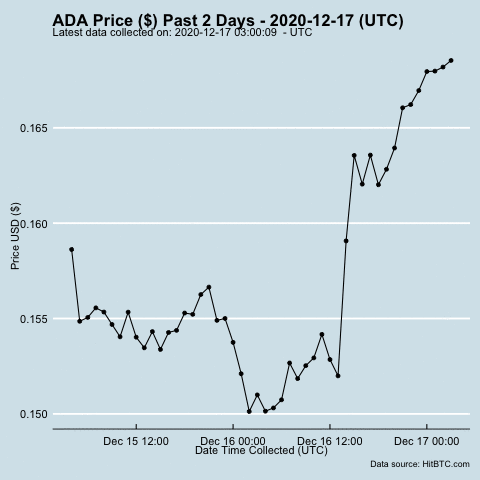 ADA Price ($) Past 2 Days - 2020-12-17 (UTC)
Latest data collected on: 2020-12-17 03:00:09  - UTC
0.165
0.160
0.155
0.150
Price USD ($)
Dec 15 12:00 Dec 16 00:00 Dec 16 12:00 Dec 17 00:00
Date Time Collected (UTC)
Data source: HitBTC.com